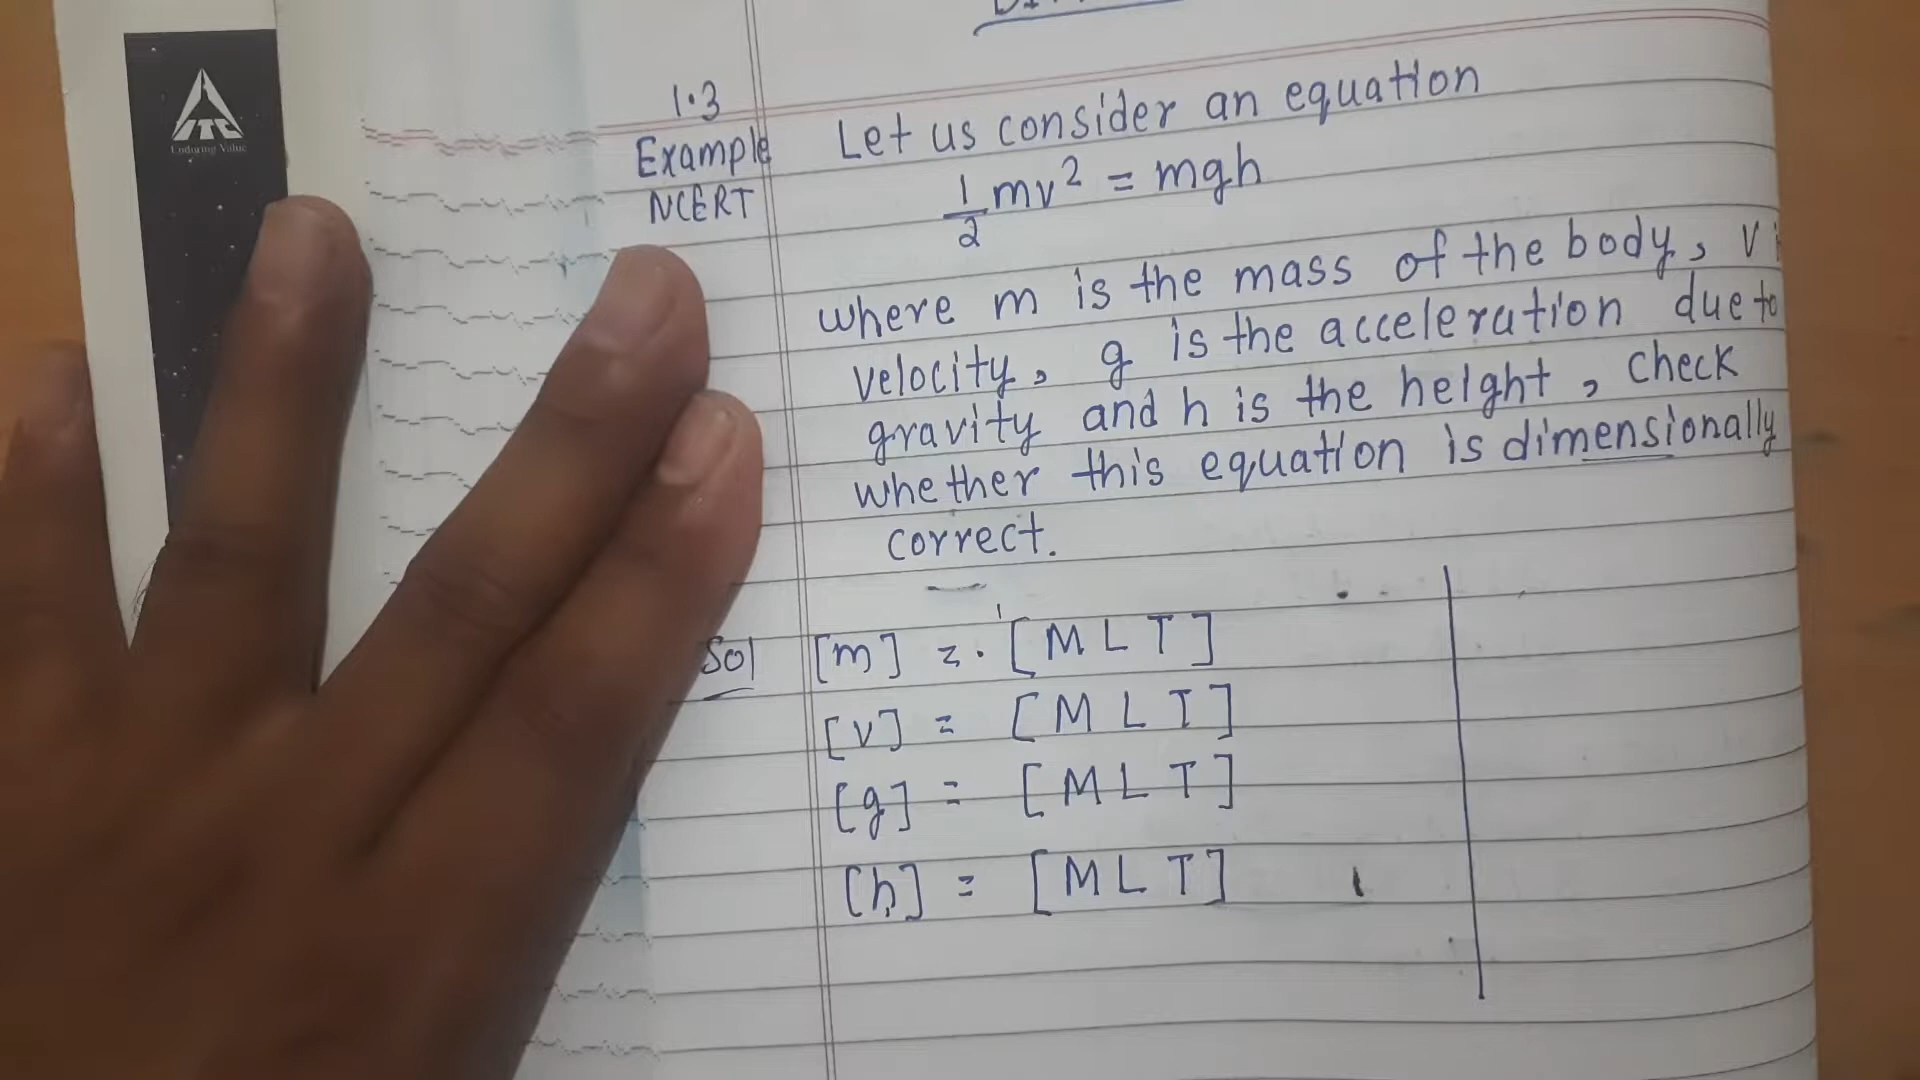 ITC
Enduring Value
1.3
Example
NCERT
Let us consider an equation
1/2 mv² = mgh
where m is the mass of the body, v
velocity, g is the acceleration due to
gravity and h is the height, check
whether this equation is dimensionally
correct.
Sol [m] = [M L T]
[v] = [M L T]
[g] = [M L T]
[h] = [M L T]